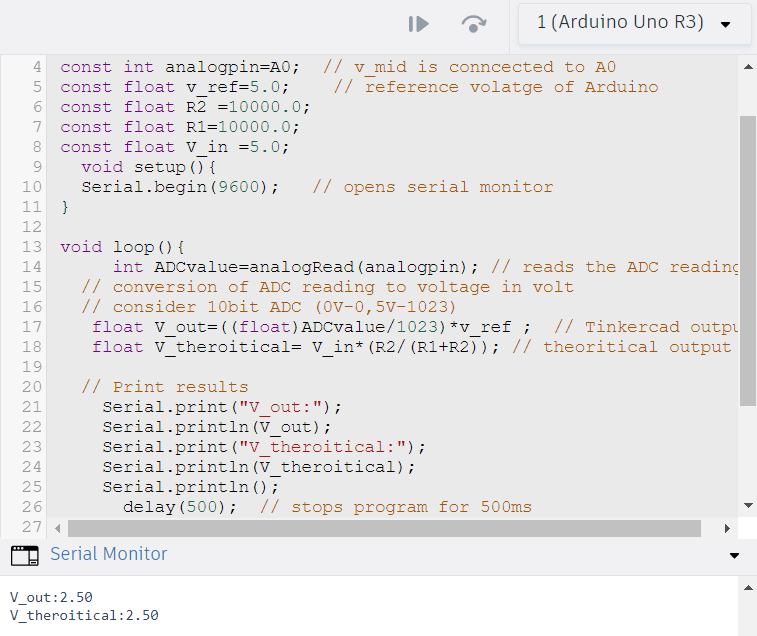 1 (Arduino Uno R3)
4 const int analogpin=A0;  // v_mid is conncected to A0
5 const float v_ref=5.0;    // reference volatge of Arduino
6 const float R2 =10000.0;
7 const float R1=10000.0;
8 const float V_in =5.0;
9   void setup(){
10   Serial.begin(9600);   // opens serial monitor
11 }
12
13 void loop(){
14      int ADCvalue=analogRead(analogpin); // reads the ADC reading
15   // conversion of ADC reading to voltage in volt
16   // consider 10bit ADC (0V-0,5V-1023)
17    float V_out=((float)ADCvalue/1023)*v_ref ;  // Tinkercad outpu
18    float V_theroitical= V_in*(R2/(R1+R2)); // theoritical output
19
20   // Print results
21     Serial.print("V_out:");
22     Serial.println(V_out);
23     Serial.print("V_theroitical:");
24     Serial.println(V_theroitical);
25     Serial.println();
26       delay(500);  // stops program for 500ms
27
Serial Monitor
V_out:2.50
V_theroitical:2.50